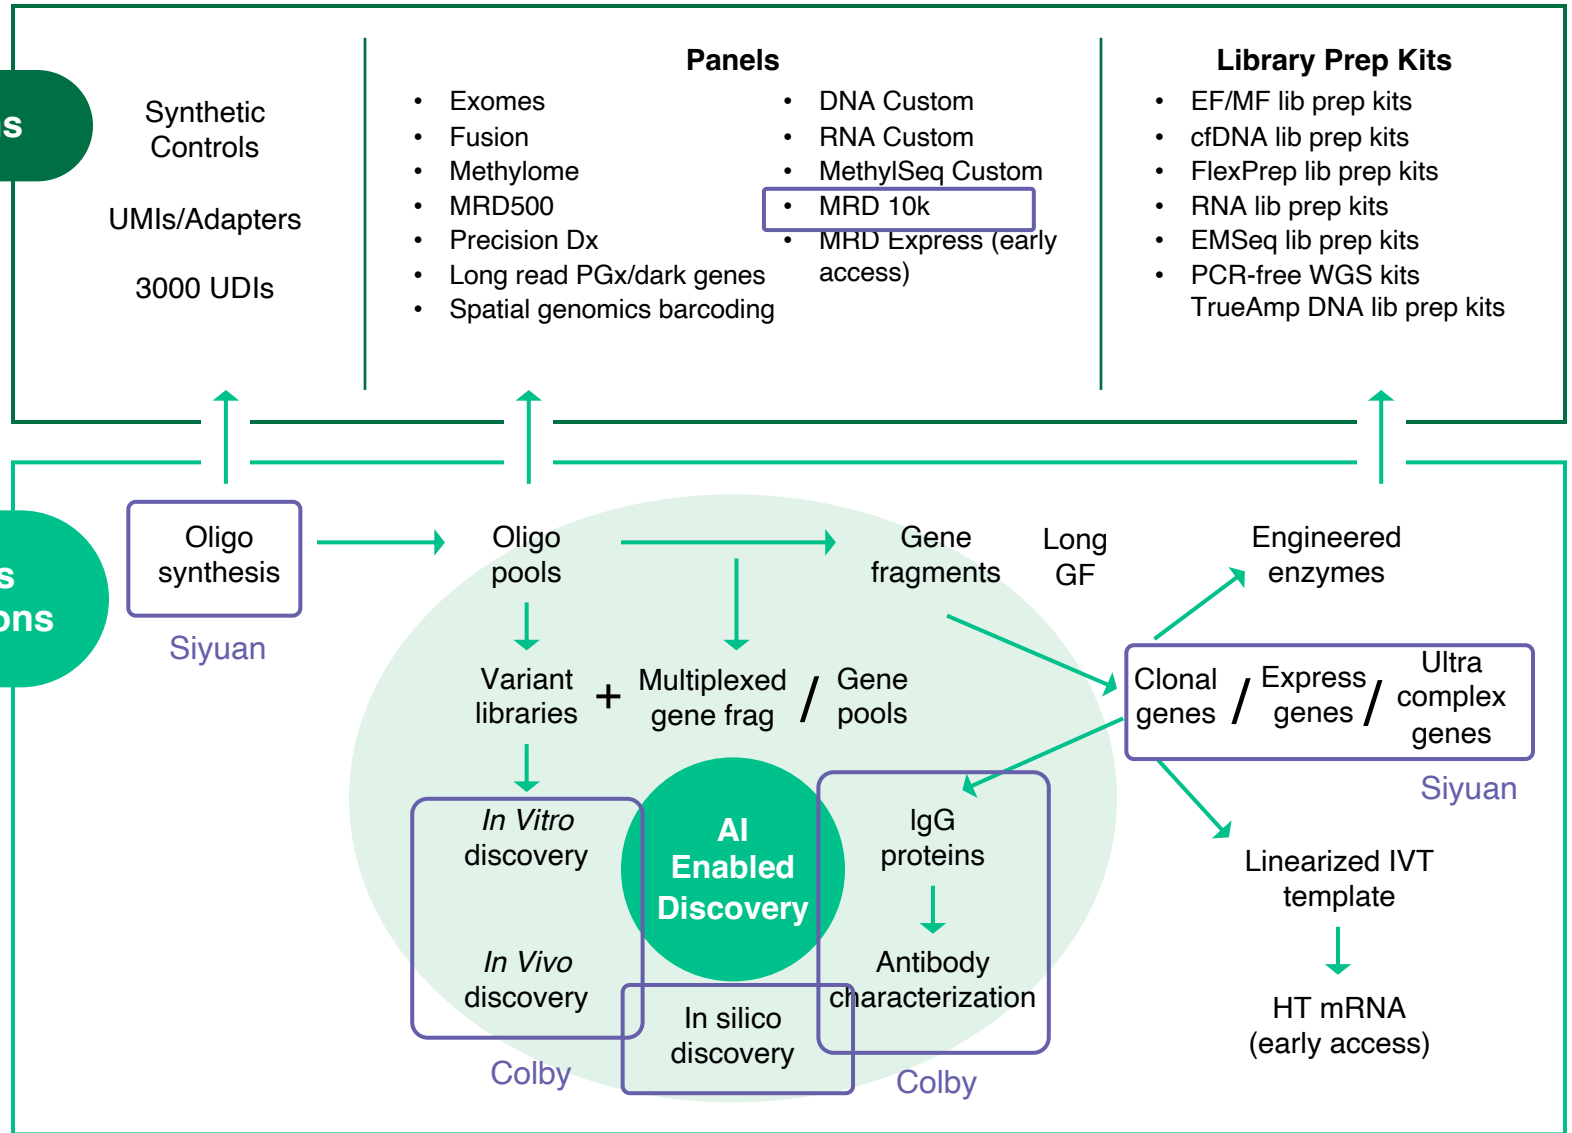 ns
Synthetic
Controls
UMIs/Adapters
3000 UDIs
Panels
• Exomes
• Fusion
• Methylome
• MRD500
• Precision Dx
• Long read PGx/dark genes
• Spatial genomics barcoding
• DNA Custom
• RNA Custom
• MethylSeq Custom
• MRD 10k
• MRD Express (early
access)
Library Prep Kits
• EF/MF lib prep kits
• cfDNA lib prep kits
• FlexPrep lib prep kits
• RNA lib prep kits
• EMSeq lib prep kits
• PCR-free WGS kits
TrueAmp DNA lib prep kits
s
ons
Oligo
synthesis
Siyuan
Oligo
pools
Gene
fragments
Long
GF
Engineered
enzymes
Variant
libraries
+
Multiplexed
gene frag
/
Gene
pools
Clonal
genes
/
Express
genes
/
Ultra
complex
genes
Siyuan
In Vitro
discovery
In Vivo
discovery
Colby
AI
Enabled
Discovery
In silico
discovery
IgG
proteins
Antibody
characterization
Colby
Linearized IVT
template
HT mRNA
(early access)